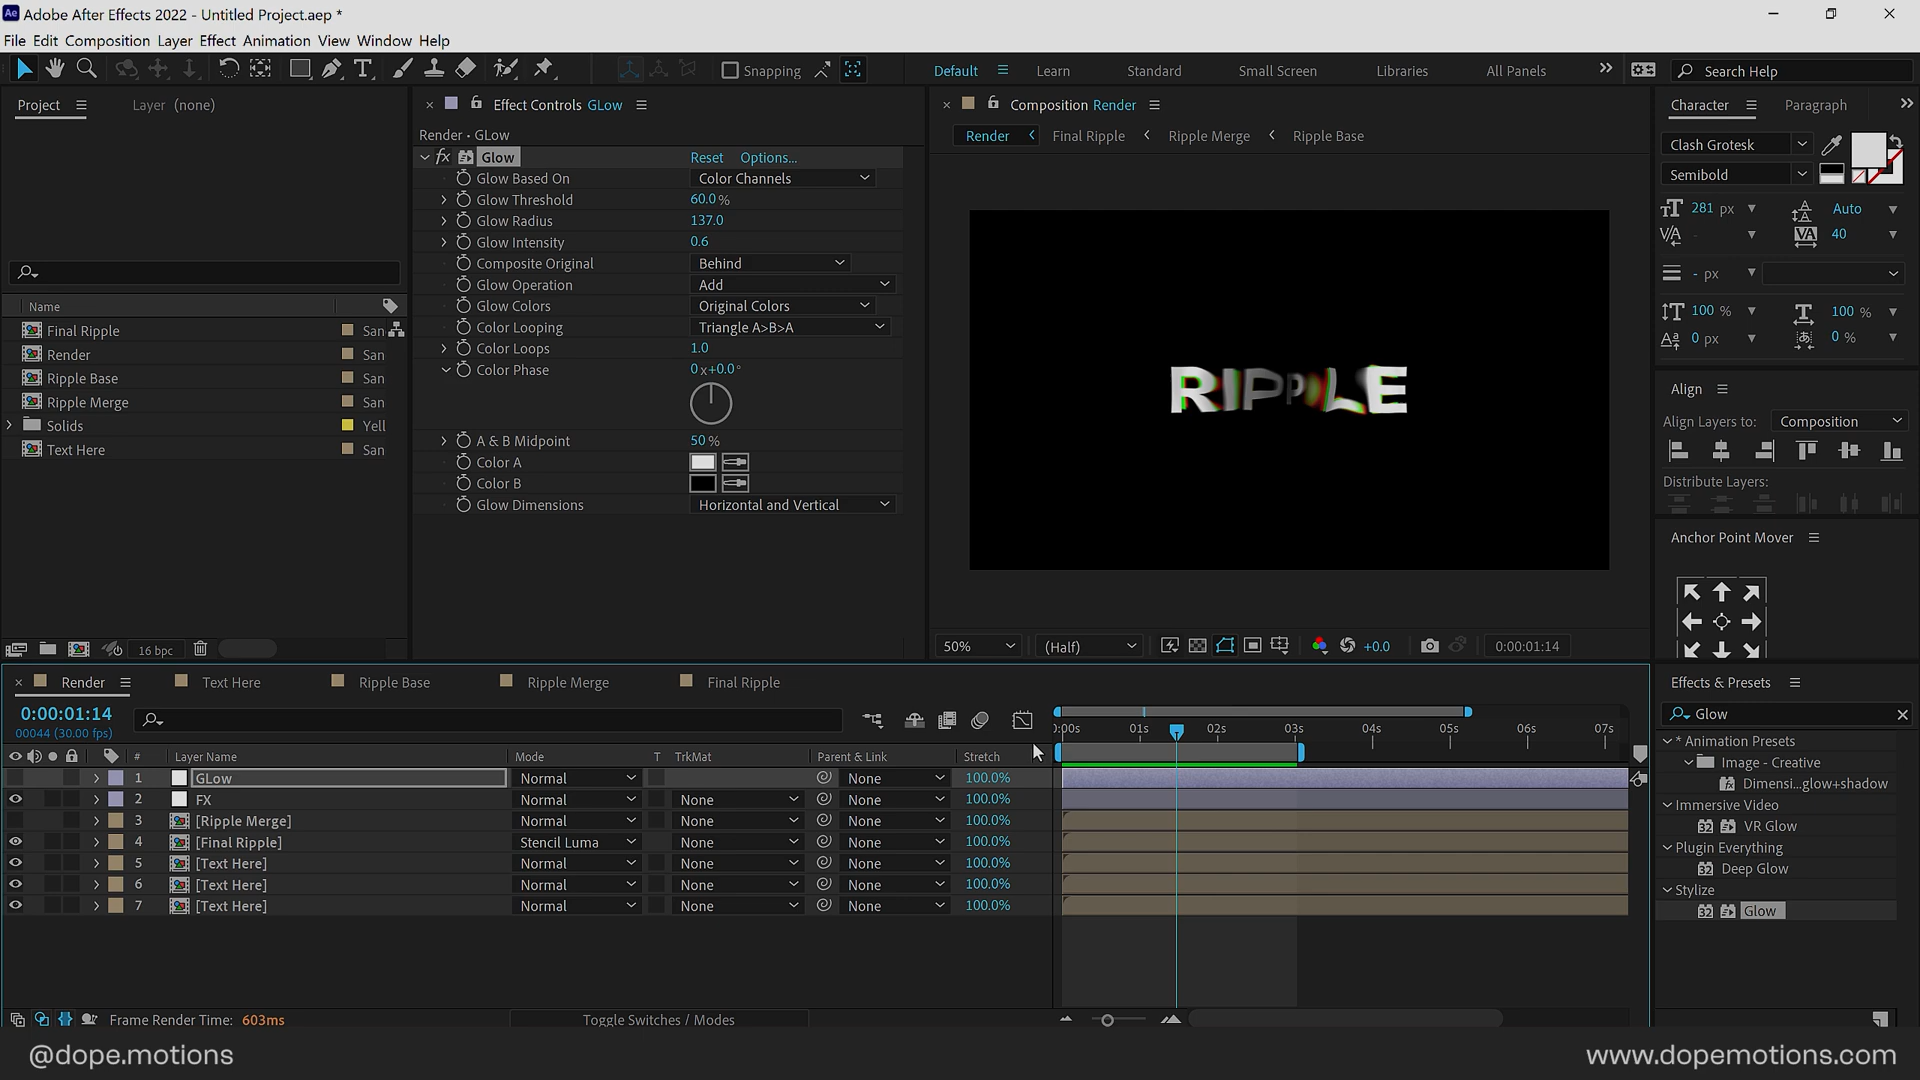 Adobe After Effects 2022 - Untitled Project.aep *
File Edit Composition Layer Effect Animation View Window Help
Snapping
Default Learn Standard Small Screen Libraries All Panels Search Help
Project Layer (none)
Effect Controls GLow
Composition Render
Character Paragraph
Render • GLow
Render Final Ripple Ripple Merge Ripple Base
Clash Grotesk
Semibold
281 px Auto
- 40
- px
100 % 100 %
0 px 0 %
fx Glow Reset Options...
Glow Based On Color Channels
Glow Threshold 60.0 %
Glow Radius 137.0
Glow Intensity 0.6
Composite Original Behind
Glow Operation Add
Glow Colors Original Colors
Color Looping Triangle A>B>A
Color Loops 1.0
Color Phase 0 x+0.0 °
A & B Midpoint 50 %
Color A
Color B
Glow Dimensions Horizontal and Vertical
Name
Final Ripple San
Render San
Ripple Base San
Ripple Merge San
Solids Yell
Text Here San
16 bpc
RIPPLE
Align
Align Layers to: Composition
Distribute Layers:
Anchor Point Mover
50% (Half) +0.0 0:00:01:14
Render Text Here Ripple Base Ripple Merge Final Ripple
0:00:01:14
00044 (30.00 fps)
:00s 01s 02s 03s 04s 05s 06s 07s
# Layer Name Mode T TrkMat Parent & Link Stretch
1 GLow Normal None 100.0%
2 FX Normal None None 100.0%
3 [Ripple Merge] Normal None None 100.0%
4 [Final Ripple] Stencil Luma None None 100.0%
5 [Text Here] Normal None None 100.0%
6 [Text Here] Normal None None 100.0%
7 [Text Here] Normal None None 100.0%
Frame Render Time: 603ms Toggle Switches / Modes
Effects & Presets
Glow
* Animation Presets
Image - Creative
Dimensi...glow+shadow
Immersive Video
32 VR Glow
Plugin Everything
32 Deep Glow
Stylize
32 Glow
@dope.motions
www.dopemotions.com